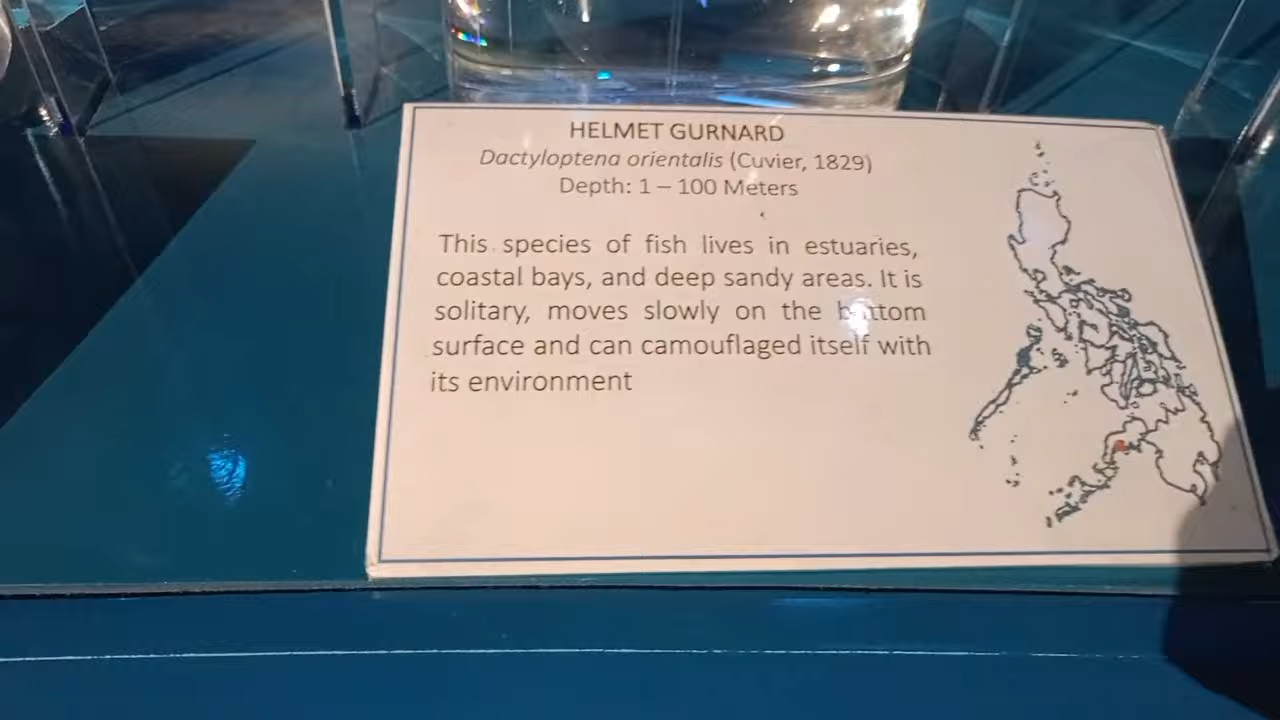 HELMET GURNARD
Dactyloptena orientalis (Cuvier, 1829)
Depth: 1 – 100 Meters
This species of fish lives in estuaries,
coastal bays, and deep sandy areas. It is
solitary, moves slowly on the bottom
surface and can camouflaged itself with
its environment